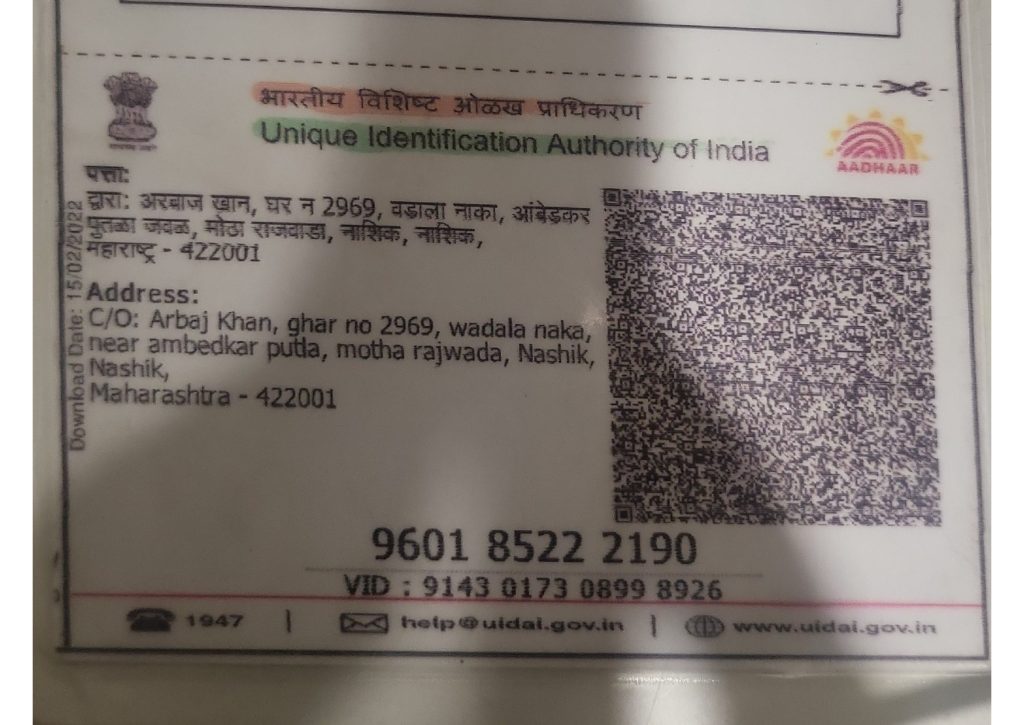 भारतीय विशिष्ट ओळख प्राधिकरण
Unique Identification Authority of India
AADHAAR
पत्ता:
द्वारा: अरबाज खान, घर न 2969, वडाला नाका, आंबेडकर
पुतळा जवळ, मोठा राजवाडा, नाशिक, नाशिक,
महाराष्ट्र - 422001
Address:
C/O: Arbaj Khan, ghar no 2969, wadala naka,
near ambedkar putla, motha rajwada, Nashik,
Nashik,
Maharashtra - 422001
Download Date: 15/02/2022
9601 8522 2190
VID : 9143 0173 0899 8926
1947 | help@uidai.gov.in | www.uidai.gov.in